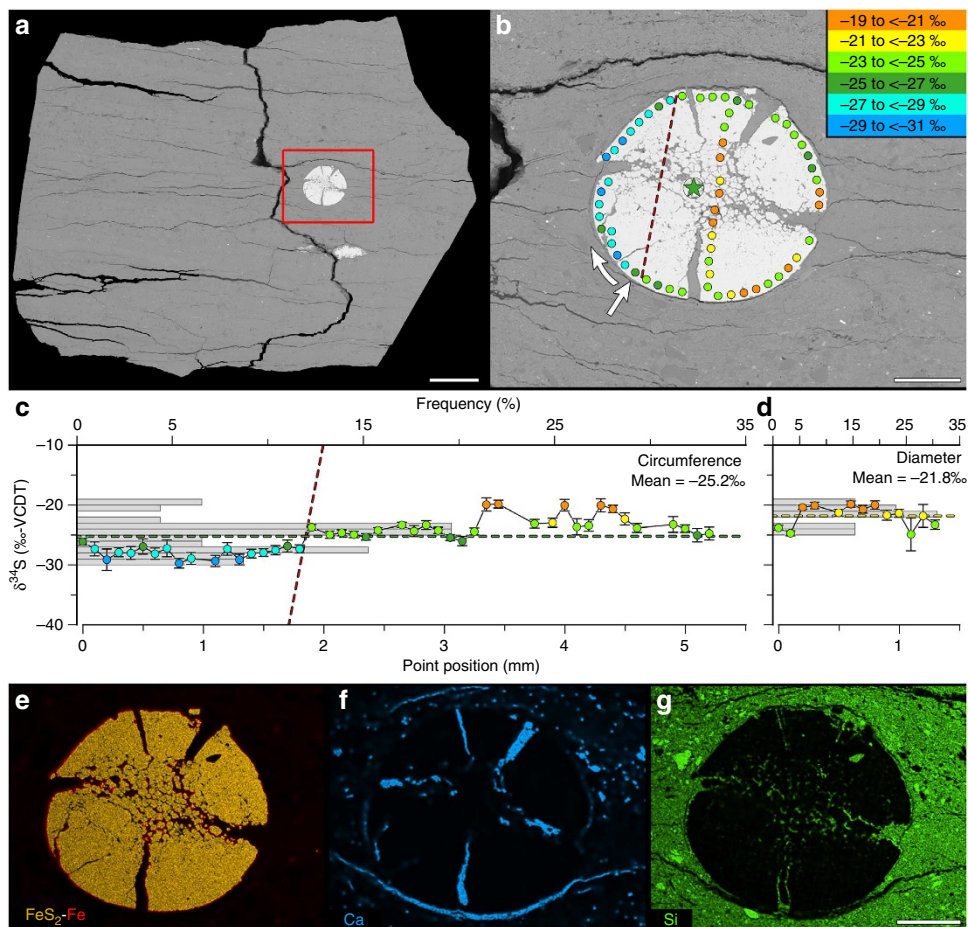 a
b
–19 to <–21 ‰
–21 to <–23 ‰
–23 to <–25 ‰
–25 to <–27 ‰
–27 to <–29 ‰
–29 to <–31 ‰
c
Frequency (%)
d
0 5 15 25 35
0 5 15 25 35
–10
–20
–30
–40
δ³⁴S (‰-VCDT)
Circumference
Mean = –25.2‰
Diameter
Mean = –21.8‰
0 1 2 3 4 5
0 1
Point position (mm)
e
f
g
FeS₂-Fe
Ca
Si